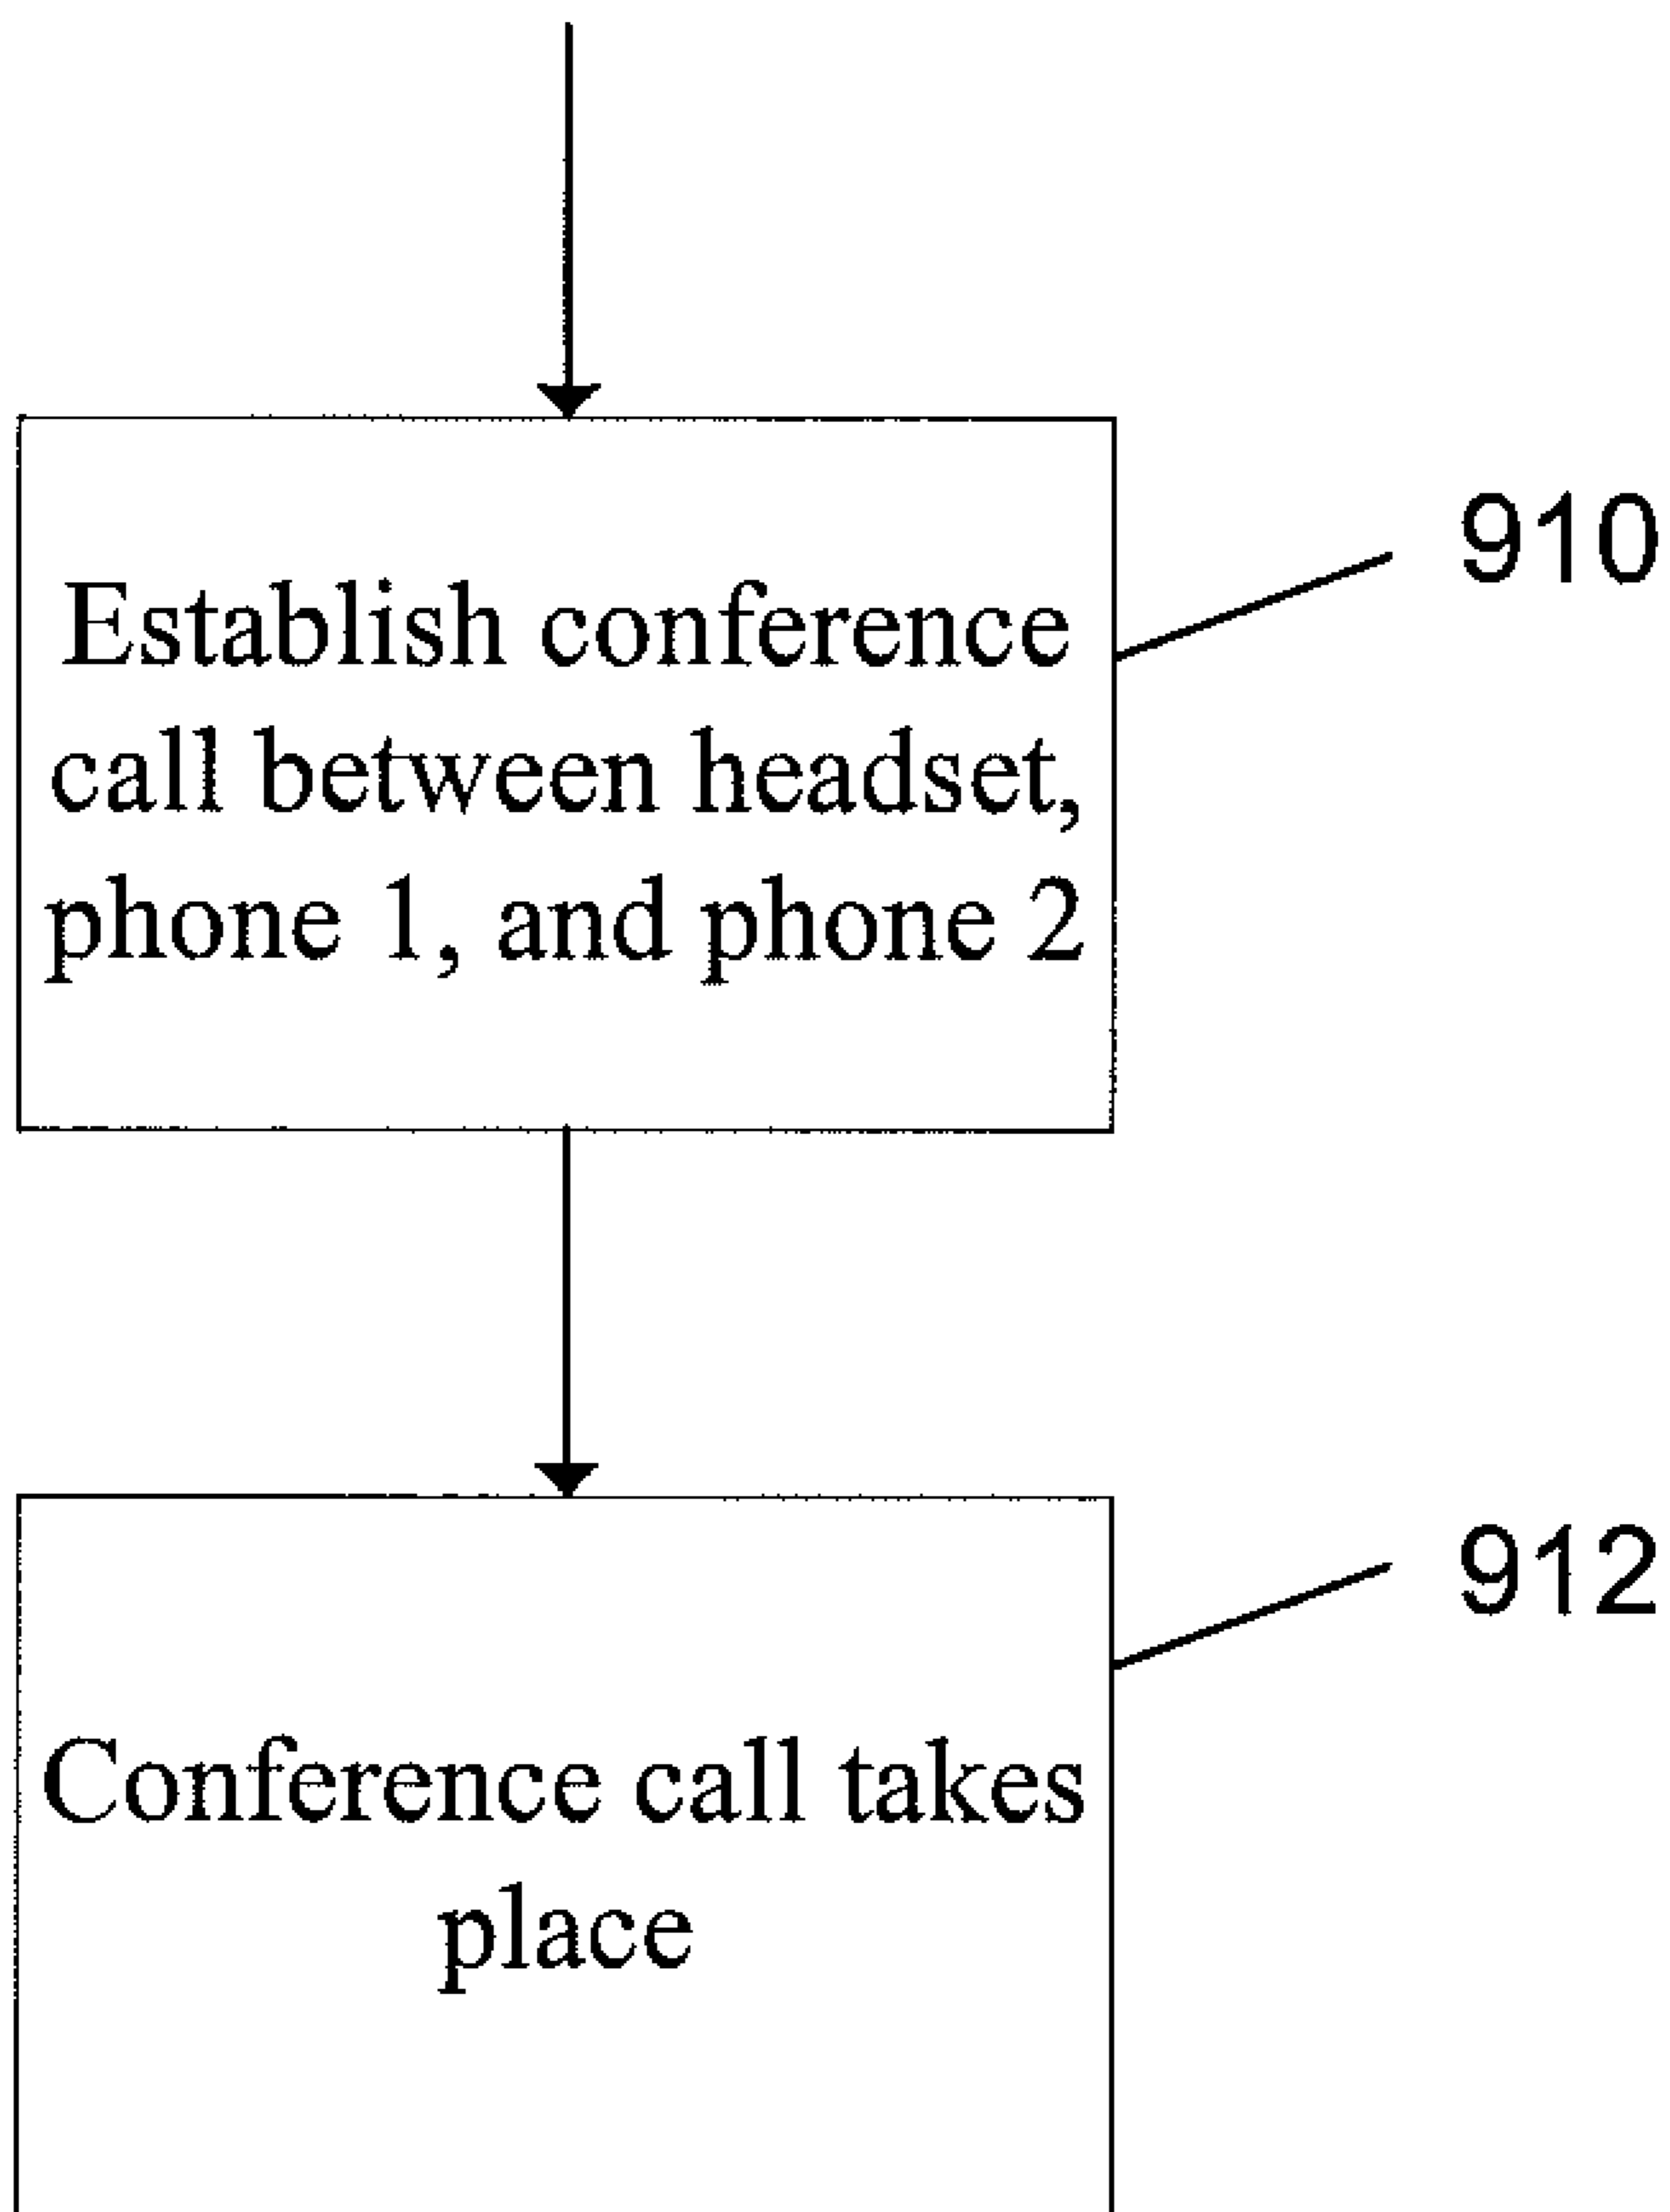 910
Establish conference
call between headset,
phone 1, and phone 2
912
Conference call takes
place